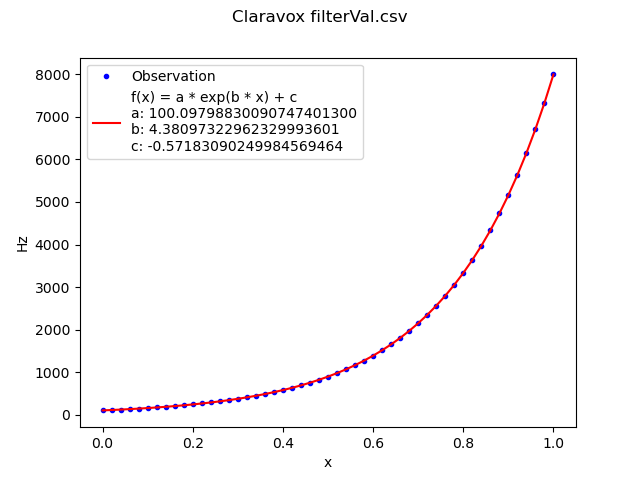 Claravox filterVal.csv
Observation
f(x) = a * exp(b * x) + c
a: 100.09798830090747401300
b: 4.38097322962329993601
c: -0.57183090249984569464
8000
7000
6000
5000
4000
3000
2000
1000
0
Hz
0.0 0.2 0.4 0.6 0.8 1.0
x